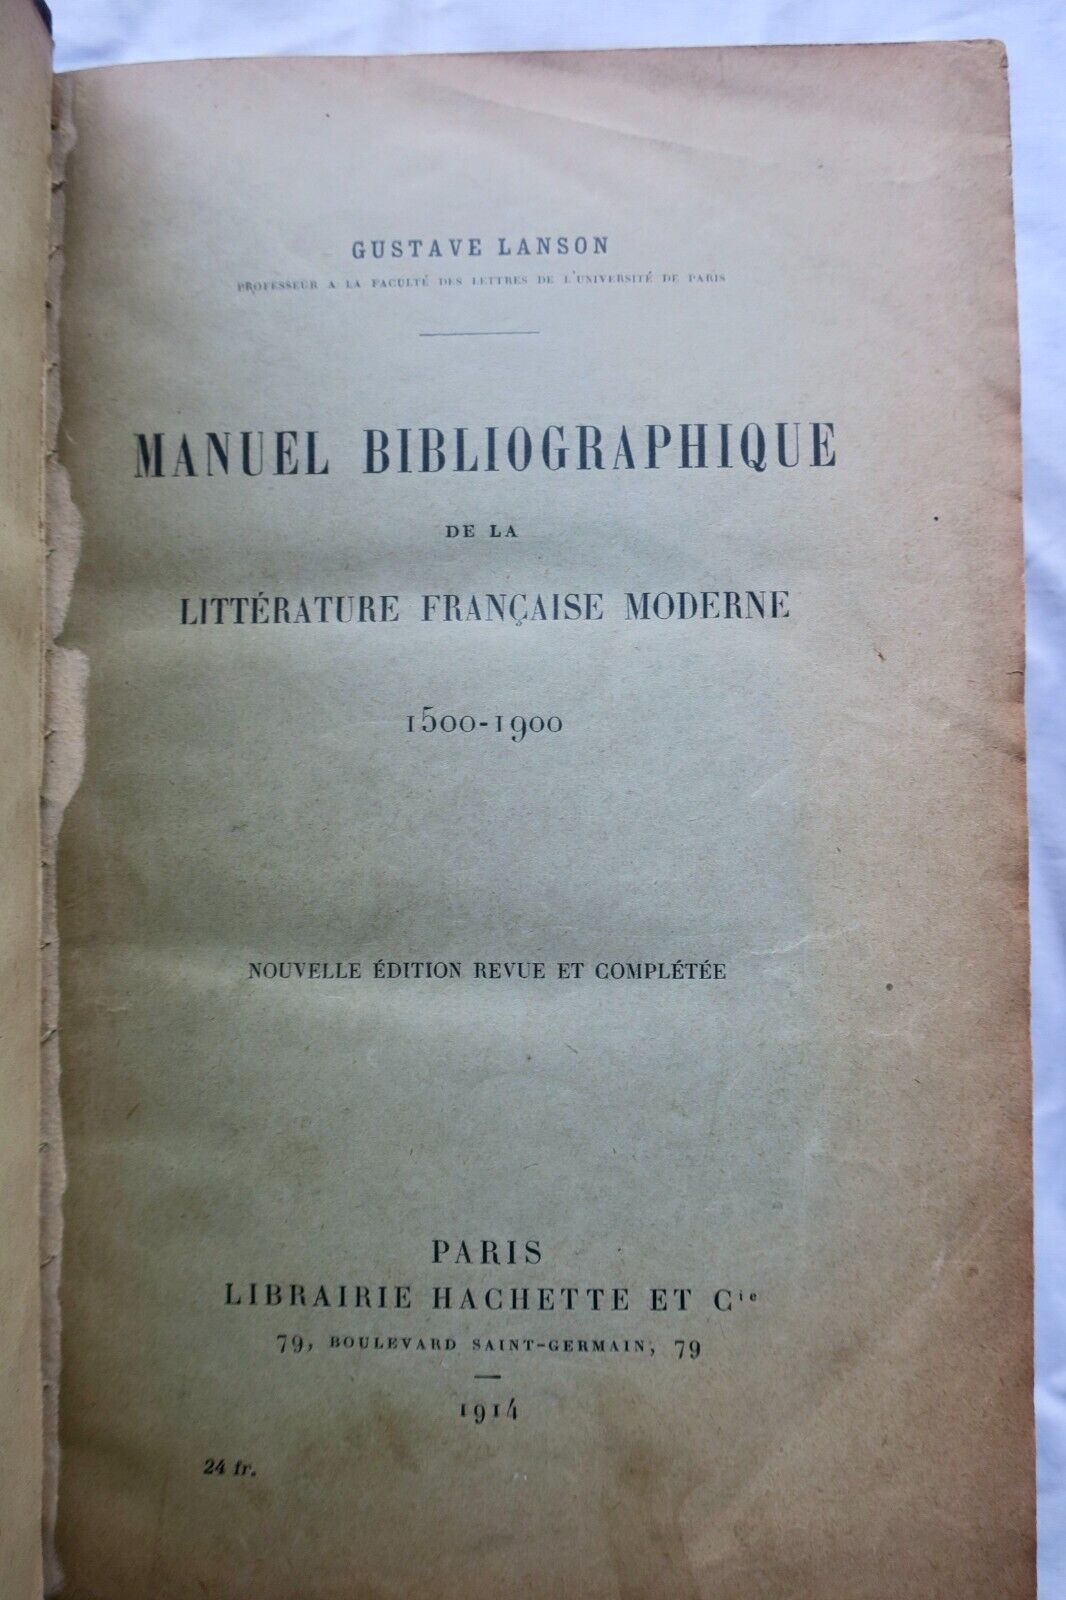 GUSTAVE LANSON
PROFESSEUR A LA FACULTÉ DES LETTRES DE L'UNIVERSITÉ DE PARIS
MANUEL BIBLIOGRAPHIQUE
DE LA
LITTÉRATURE FRANÇAISE MODERNE
1500-1900
NOUVELLE ÉDITION REVUE ET COMPLÉTÉE
PARIS
LIBRAIRIE HACHETTE ET Cie
79, BOULEVARD SAINT-GERMAIN, 79
1914
24 fr.